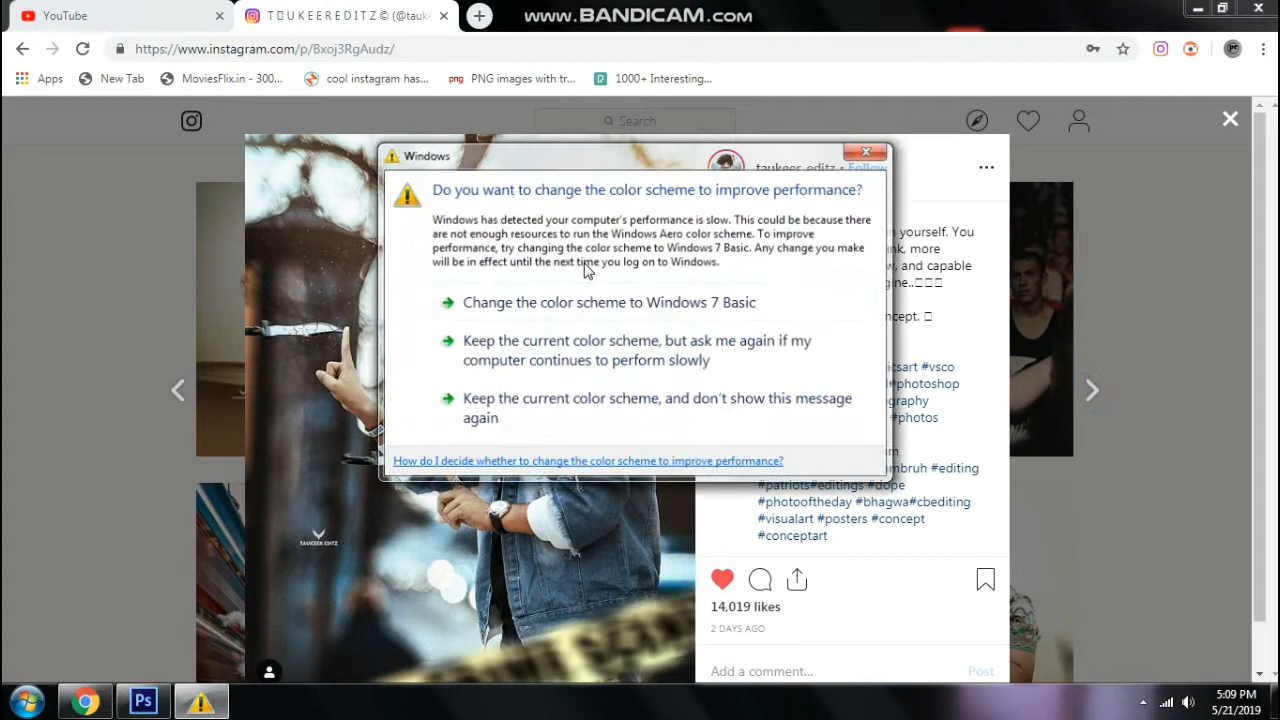 YouTube
(@tauke
www.BANDICAM.com
https://www.instagram.com/p/Bxoj3RgAudz/
Apps
New Tab
MoviesFlix.in - 300...
cool instagram has...
png
PNG images with tr...
1000+ Interesting...
Search
Windows
taukeer_editz • Follow
Do you want to change the color scheme to improve performance?
Windows has detected your computer's performance is slow. This could be because there
are not enough resources to run the Windows Aero color scheme. To improve
performance, try changing the color scheme to Windows 7 Basic. Any change you make
will be in effect until the next time you log on to Windows.
Change the color scheme to Windows 7 Basic
Keep the current color scheme, but ask me again if my
computer continues to perform slowly
Keep the current color scheme, and don't show this message
again
How do I decide whether to change the color scheme to improve performance?
yourself. You
more
and capable
#vsco
#photoshop
#photos
#editing
#patriots#editings #dope
#photooftheday #bhagwa#cbediting
#visualart #posters #concept
#conceptart
TAUKEER EDITZ
14,019 likes
2 DAYS AGO
Add a comment...
Post
Ps
5:09 PM
5/21/2019